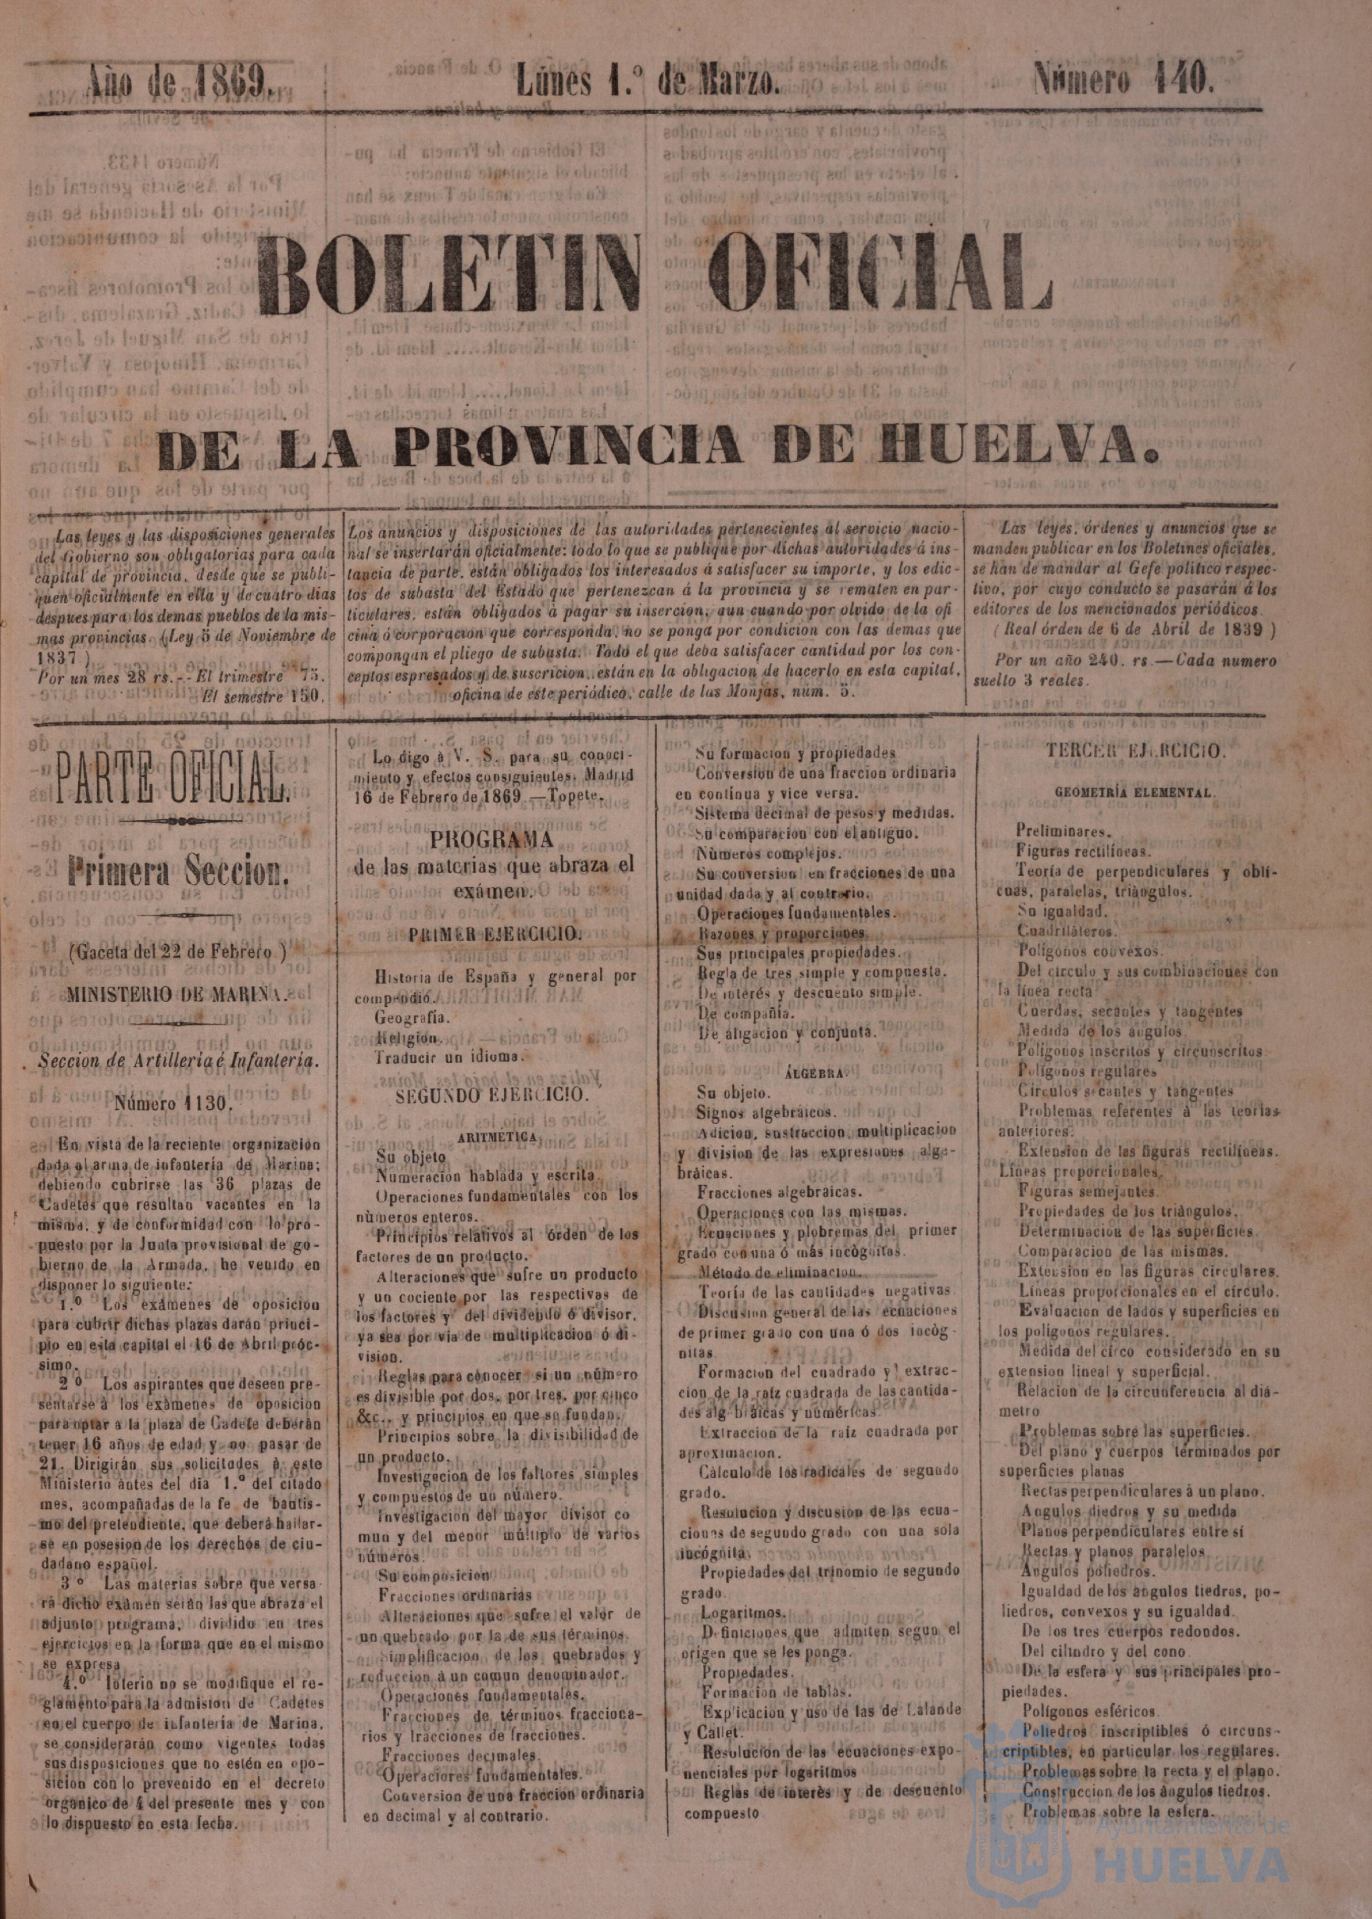 Año de 1869.
Lúnes 1.º de Marzo.
Número 140.
BOLETIN OFICIAL
DE LA PROVINCIA DE HUELVA.
Las leyes y las disposiciones generales
del Gobierno son obligatorias para cada
capital de provincia, desde que se publi-
quen oficialmente en ella y de cuatro dias
despues para los demas pueblos de la mis-
mas provincias. (Ley 5 de Noviembre de
1837)
Por un mes 28 rs.-- El trimestre 75.
El semestre 150.
Los anuncios y disposiciones de las autoridades pertenecientes al servicio nacio-
nal se insertarán oficialmente: todo lo que se publique por dichas autoridades á ins-
tancia de parte, están obligados los interesados á satisfacer su importe, y los edic-
tos de subasta del Estado que pertenezcan á la provincia y se rematen en par-
ticulares, están obligados á pagar su insercion, aun cuando por olvido de la ofi
cina ó corporacion que corresponda, no se ponga por condicion con las demas que
compongan el pliego de subasta. Todo el que deba satisfacer cantidad por los con-
ceptos espresados y de suscricion, están en la obligacion de hacerlo en esta capital,
oficina de este periódico, calle de las Monjas, núm. 5.
Las leyes, órdenes y anuncios que se
manden publicar en los Boletines oficiales,
se han de mandar al Gefe político respec-
tivo, por cuyo conducto se pasarán á los
editores de los mencionados periódicos.
(Real órden de 6 de Abril de 1839)
Por un año 240. rs.—Cada numero
suelto 3 reales.
PARTE OFICIAL.
Primera Seccion.
(Gaceta del 22 de Febrero )
MINISTERIO DE MARINA.
Seccion de Artilleria é Infanteria.
Número 1130.
En vista de la reciente organizacion
dada al arma de infantería de Marina;
debiendo cubrirse las 36 plazas de
Cadetes que resultan vacantes en la
misma, y de conformidad con lo pro-
puesto por la Junta provisional de go-
bierno de la Armada, he venido en
disponer lo siguiente:
1.º Los exámenes de oposicion
para cubrir dichas plazas darán princi-
pio en esta capital el 16 de Abril próc-
simo.
2º Los aspirantes que deseen pre-
sentarse á los exámenes de oposicion
para optar a la plaza de Cadete deberán
tener 16 años de edad y no pasar de
21. Dirigirán sus solicitudes à este
Ministerio ántes del dia 1.º del citado
mes, acompañadas de la fe de bautis-
mo del pretendiente, que deberá hallar-
se en posesion de los derechos de ciu-
dadano español.
3º Las materias sobre que versa-
rá dicho exámen serán las que abraza el
adjunto programa, dividido en tres
ejercicios en la forma que en el mismo
se expresa
4.º Interio no se modifique el re-
glamento para la admision de Cadetes
en el cuerpo de infantería de Marina,
se considerarán como vigentes todas
sus disposiciones que no estén en opo-
sicion con lo prevenido en el decreto
orgánico de 4 del presente mes y con
lo dispuesto en esta fecha.
Lo digo à V. S. para su conoci-
miento y efectos consiguientes. Madrid
16 de Febrero de 1869.—Topete.
PROGRAMA
de las materias que abraza el
exámen.
PRIMER EJERCICIO.
Historia de España y general por
compendio.
Geografía.
Religion.
Traducir un idioma.
SEGUNDO EJERCICIO.
ARITMETICA.
Su objeto
Numeracion hablada y escrita.
Operaciones fundamentales con los
nùmeros enteros.
Principios relativos al órden de los
factores de un producto.
Alteraciones que sufre un producto
y un cociente por las respectivas de
los factores y del dividendo ó divisor,
ya sea por via de multiplicacion ó di-
vision.
Reglas para conocer si un número
es divisible por dos, por tres, por cinco
&c., y principios en que se fundan.
Principios sobre la divisibilidad de
un producto.
Investigecion de los faltores simples
y compuestos de un número.
Investigacion del mayor divisor co
mun y del menor múltiplo de varios
números.
Su composicion
Fracciones ordinarias
Alteraciones que sufre el valor de
un quebrado por la de sus términos.
Simplificacion de los quebrados y
reduccion à un comun denominador.
Operaciones fundamentales.
Fracciones de términos fracciona-
rios y fracciones de fracciones.
Fracciones decimales.
Operaciones fundamentales.
Conversion de una fraccion ordinaria
en decimal y al contrario.
Su formacion y propiedades
Conversion de una fraccion ordinaria
en continua y vice versa.
Sistema decimal de pesos y medidas.
Su comparacion con el antiguo.
Nùmeros complejos.
Su conversion en fracciones de una
unidad dada y al contrario.
Operaciones fundamentales.
Razones y proporciones.
Sus principales propiedades.
Regla de tres simple y compuesta.
De interés y descuento simple.
De compañía.
De aligacion y conjunta.
ÁLGEBRA.
Su objeto.
Signos algebráicos.
Adicion, sustraccion, multiplicacion
y division de las expresiones alge-
bráicas.
Fracciones algebraicas.
Operaciones con las mismas.
Ecuaciones y plobremas del primer
grado con una ó más incògnitas.
Método de eliminacion.
Teoría de las cantidades negativas.
Discusion general de las ecuaciones
de primer grado con una ó dos incòg-
nitas.
Formacion del cuadrado y extrac-
cion de la raíz cuadrada de las cantida-
des alg-bráicas y numéricas.
Extraccion de la raiz cuadrada por
aproximacion.
Càlculo de los radicales de segundo
grado.
Resolucion y discusion de las ecua-
ciones de segundo grado con una sola
incógnita.
Propiedades del trinomio de segundo
grado.
Logaritmos.
Definiciones que admiten segun el
origen que se les ponga.
Propiedades.
Formacion de tablas.
Explicacion y uso de las de Lalande
y Callet.
Resolucion de las ecuaciones expo-
nenciales por logaritmos
Reglas de interès y de descuento
compuesto
TERCER EJERCICIO.
GEOMETRÍA ELEMENTAL.
Preliminares.
Figuras rectilíneas.
Teoría de perpendiculares y oblí-
cuas, paralelas, triàngulos.
Su igualdad.
Cuadriláteros.
Polígonos convexos.
Del círculo y sus combinaciones con
la línea recta
Cuerdas, secantes y tangentes
Medida de los ángulos.
Polígonos inscritos y circunscritos
Polígonos regulares
Círculos secantes y tangentes
Problemas referentes à las teorías
anteriores.
Extension de las figuras rectilíneas.
Líneas proporcionales.
Figuras semejantes.
Propiedades de los triángulos.
Determinacion de las superficies.
Comparacion de las mismas.
Extension en las figuras circulares.
Líneas proporcionales en el círculo.
Evaluacion de lados y superficies en
los polígonos regulares.
Medida del círco considerado en su
extension lineal y superficial.
Relacion de la circunferencia al diá-
metro
Problemas sobre las superficies.
Del plano y cuerpos términados por
superficies planas
Rectas perpendiculares à un plano.
Angulos diedros y su medida
Planos perpendiculares entre sí
Rectas y planos paralelos
Angulos poliedros.
Igualdad de los àngulos tiedros, po-
liedros, convexos y su igualdad.
De los tres cuerpos redondos.
Del cilindro y del cono.
De la esfera y sus principales pro-
piedades.
Polígonos esféricos.
Poliedros inscriptibles ó circuns-
criptibles, en particular los regulares.
Problemas sobre la recta y el plano.
Construccion de los àngulos tiedros.
Problemas sobre la esfera.
Ayuntamiento de
HUELVA